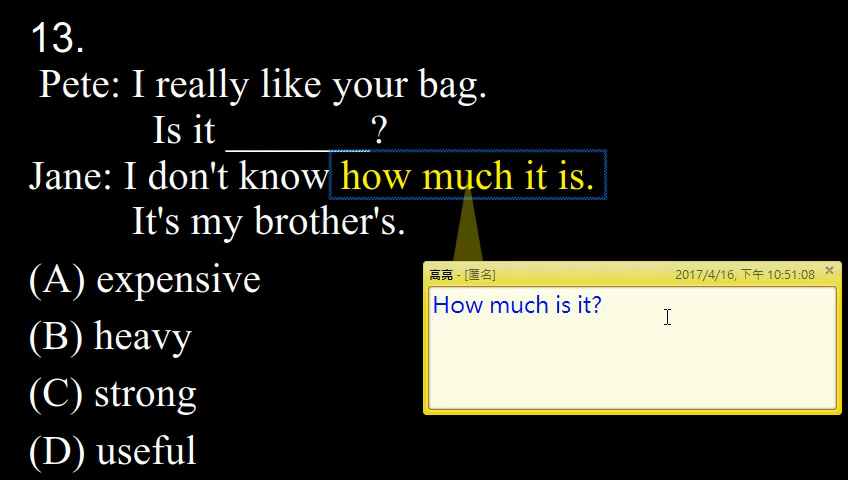 13.
Pete: I really like your bag.
Is it _______?
Jane: I don't know how much it is.
It's my brother's.
(A) expensive
(B) heavy
(C) strong
(D) useful
高亮 - [匿名] 2017/4/16, 下午 10:51:08
How much is it?